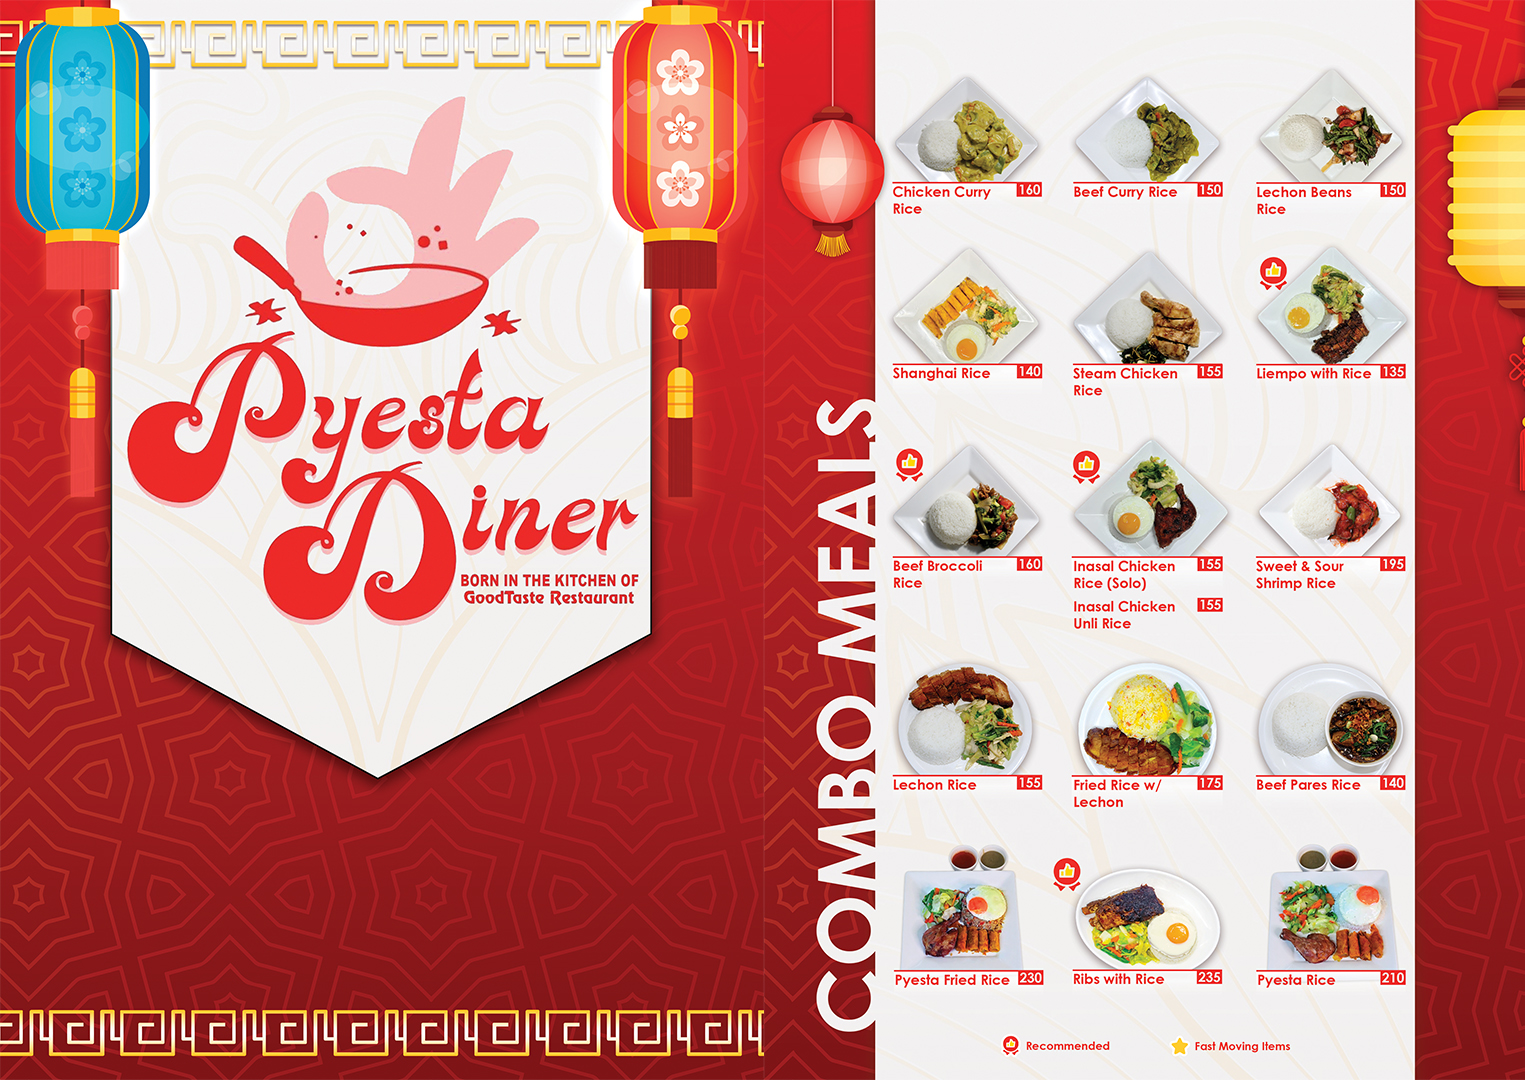 Pyesta
Diner
BORN IN THE KITCHEN OF
GoodTaste Restaurant
COMBO MEALS
Chicken Curry 160
Rice
Beef Curry Rice 150
Lechon Beans 150
Rice
Shanghai Rice 140
Steam Chicken 155
Rice
Liempo with Rice 135
Beef Broccoli 160
Rice
Inasal Chicken 155
Rice (Solo)
Inasal Chicken 155
Unli Rice
Sweet & Sour 195
Shrimp Rice
Lechon Rice 155
Fried Rice w/ 175
Lechon
Beef Pares Rice 140
Pyesta Fried Rice 230
Ribs with Rice 235
Pyesta Rice 210
Recommended
Fast Moving Items